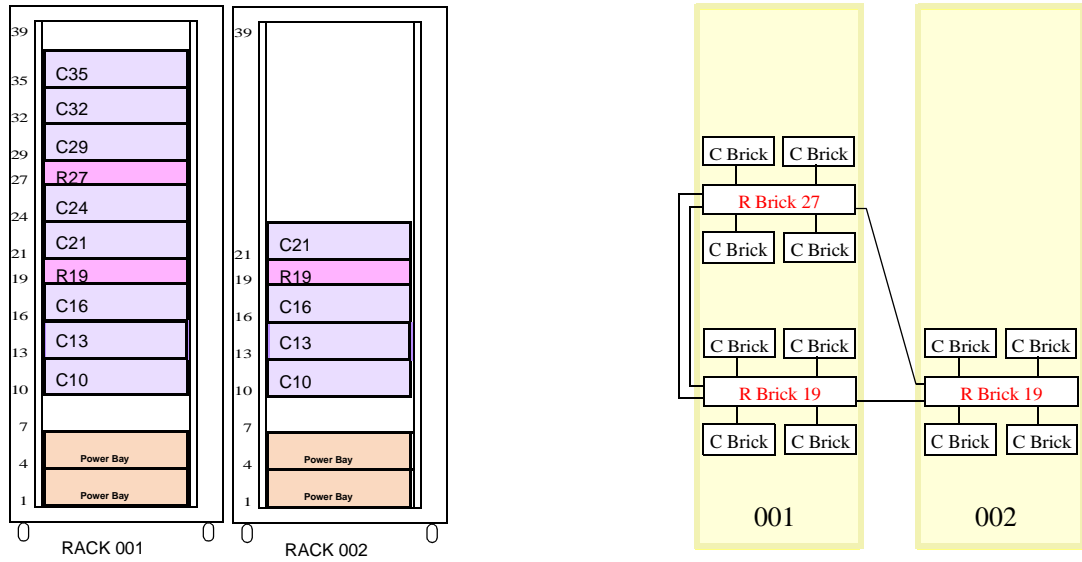 39
35
32
29
27
24
21
19
16
13
10
7
4
1
C35
C32
C29
R27
C24
C21
R19
C16
C13
C10
Power Bay
Power Bay
RACK 001
39
21
19
16
13
10
7
4
1
C21
R19
C16
C13
C10
Power Bay
Power Bay
RACK 002
C Brick C Brick
R Brick 27
C Brick C Brick
C Brick C Brick
R Brick 19
C Brick C Brick
001
C Brick C Brick
R Brick 19
C Brick C Brick
002